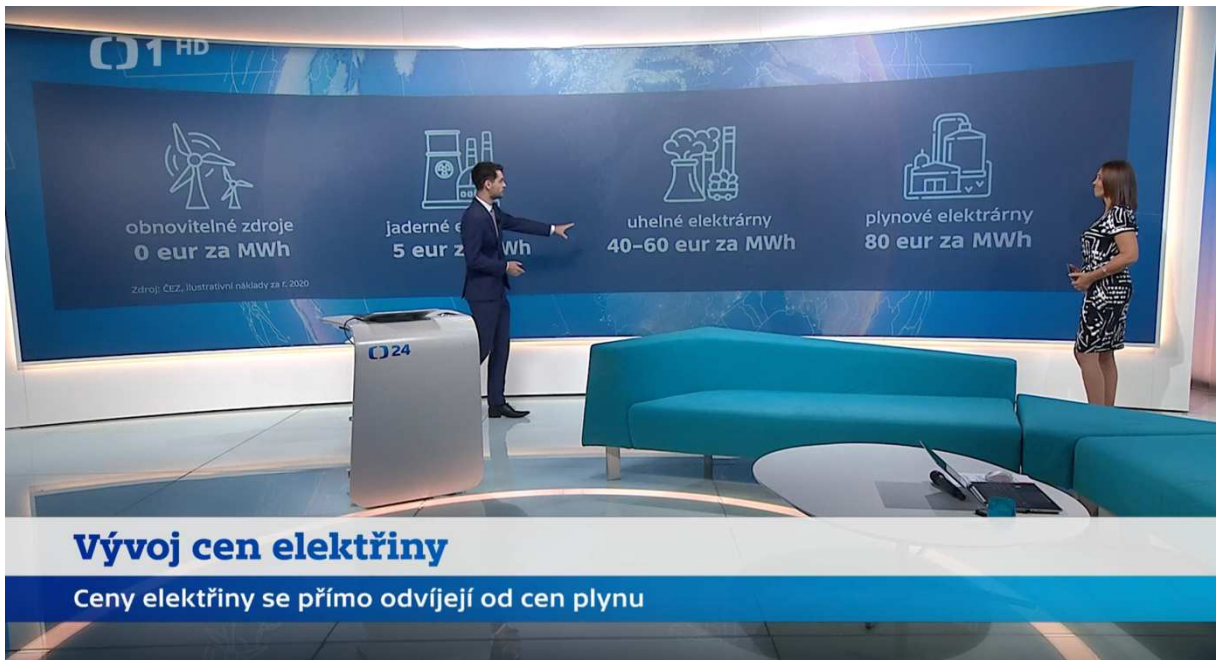 1 HD
obnovitelné zdroje
0 eur za MWh
jaderné e
5 eur z Wh
uhelné elektrárny
40–60 eur za MWh
plynové elektrárny
80 eur za MWh
Zdroj: ČEZ, Ilustrativní náklady za r. 2020
24
Vývoj cen elektřiny
Ceny elektřiny se přímo odvíjejí od cen plynu